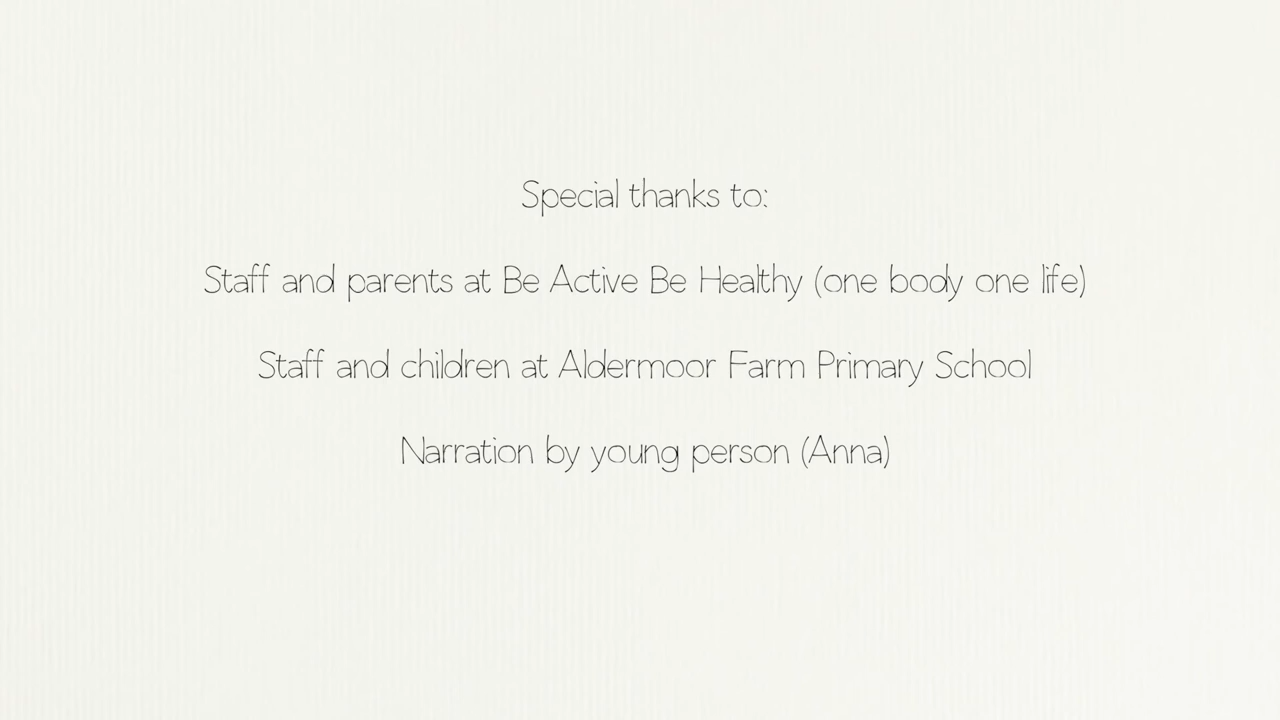 Special thanks to:
Staff and parents at Be Active Be Healthy (one body one life)
Staff and children at Aldermoor Farm Primary School
Narration by young person (Anna)